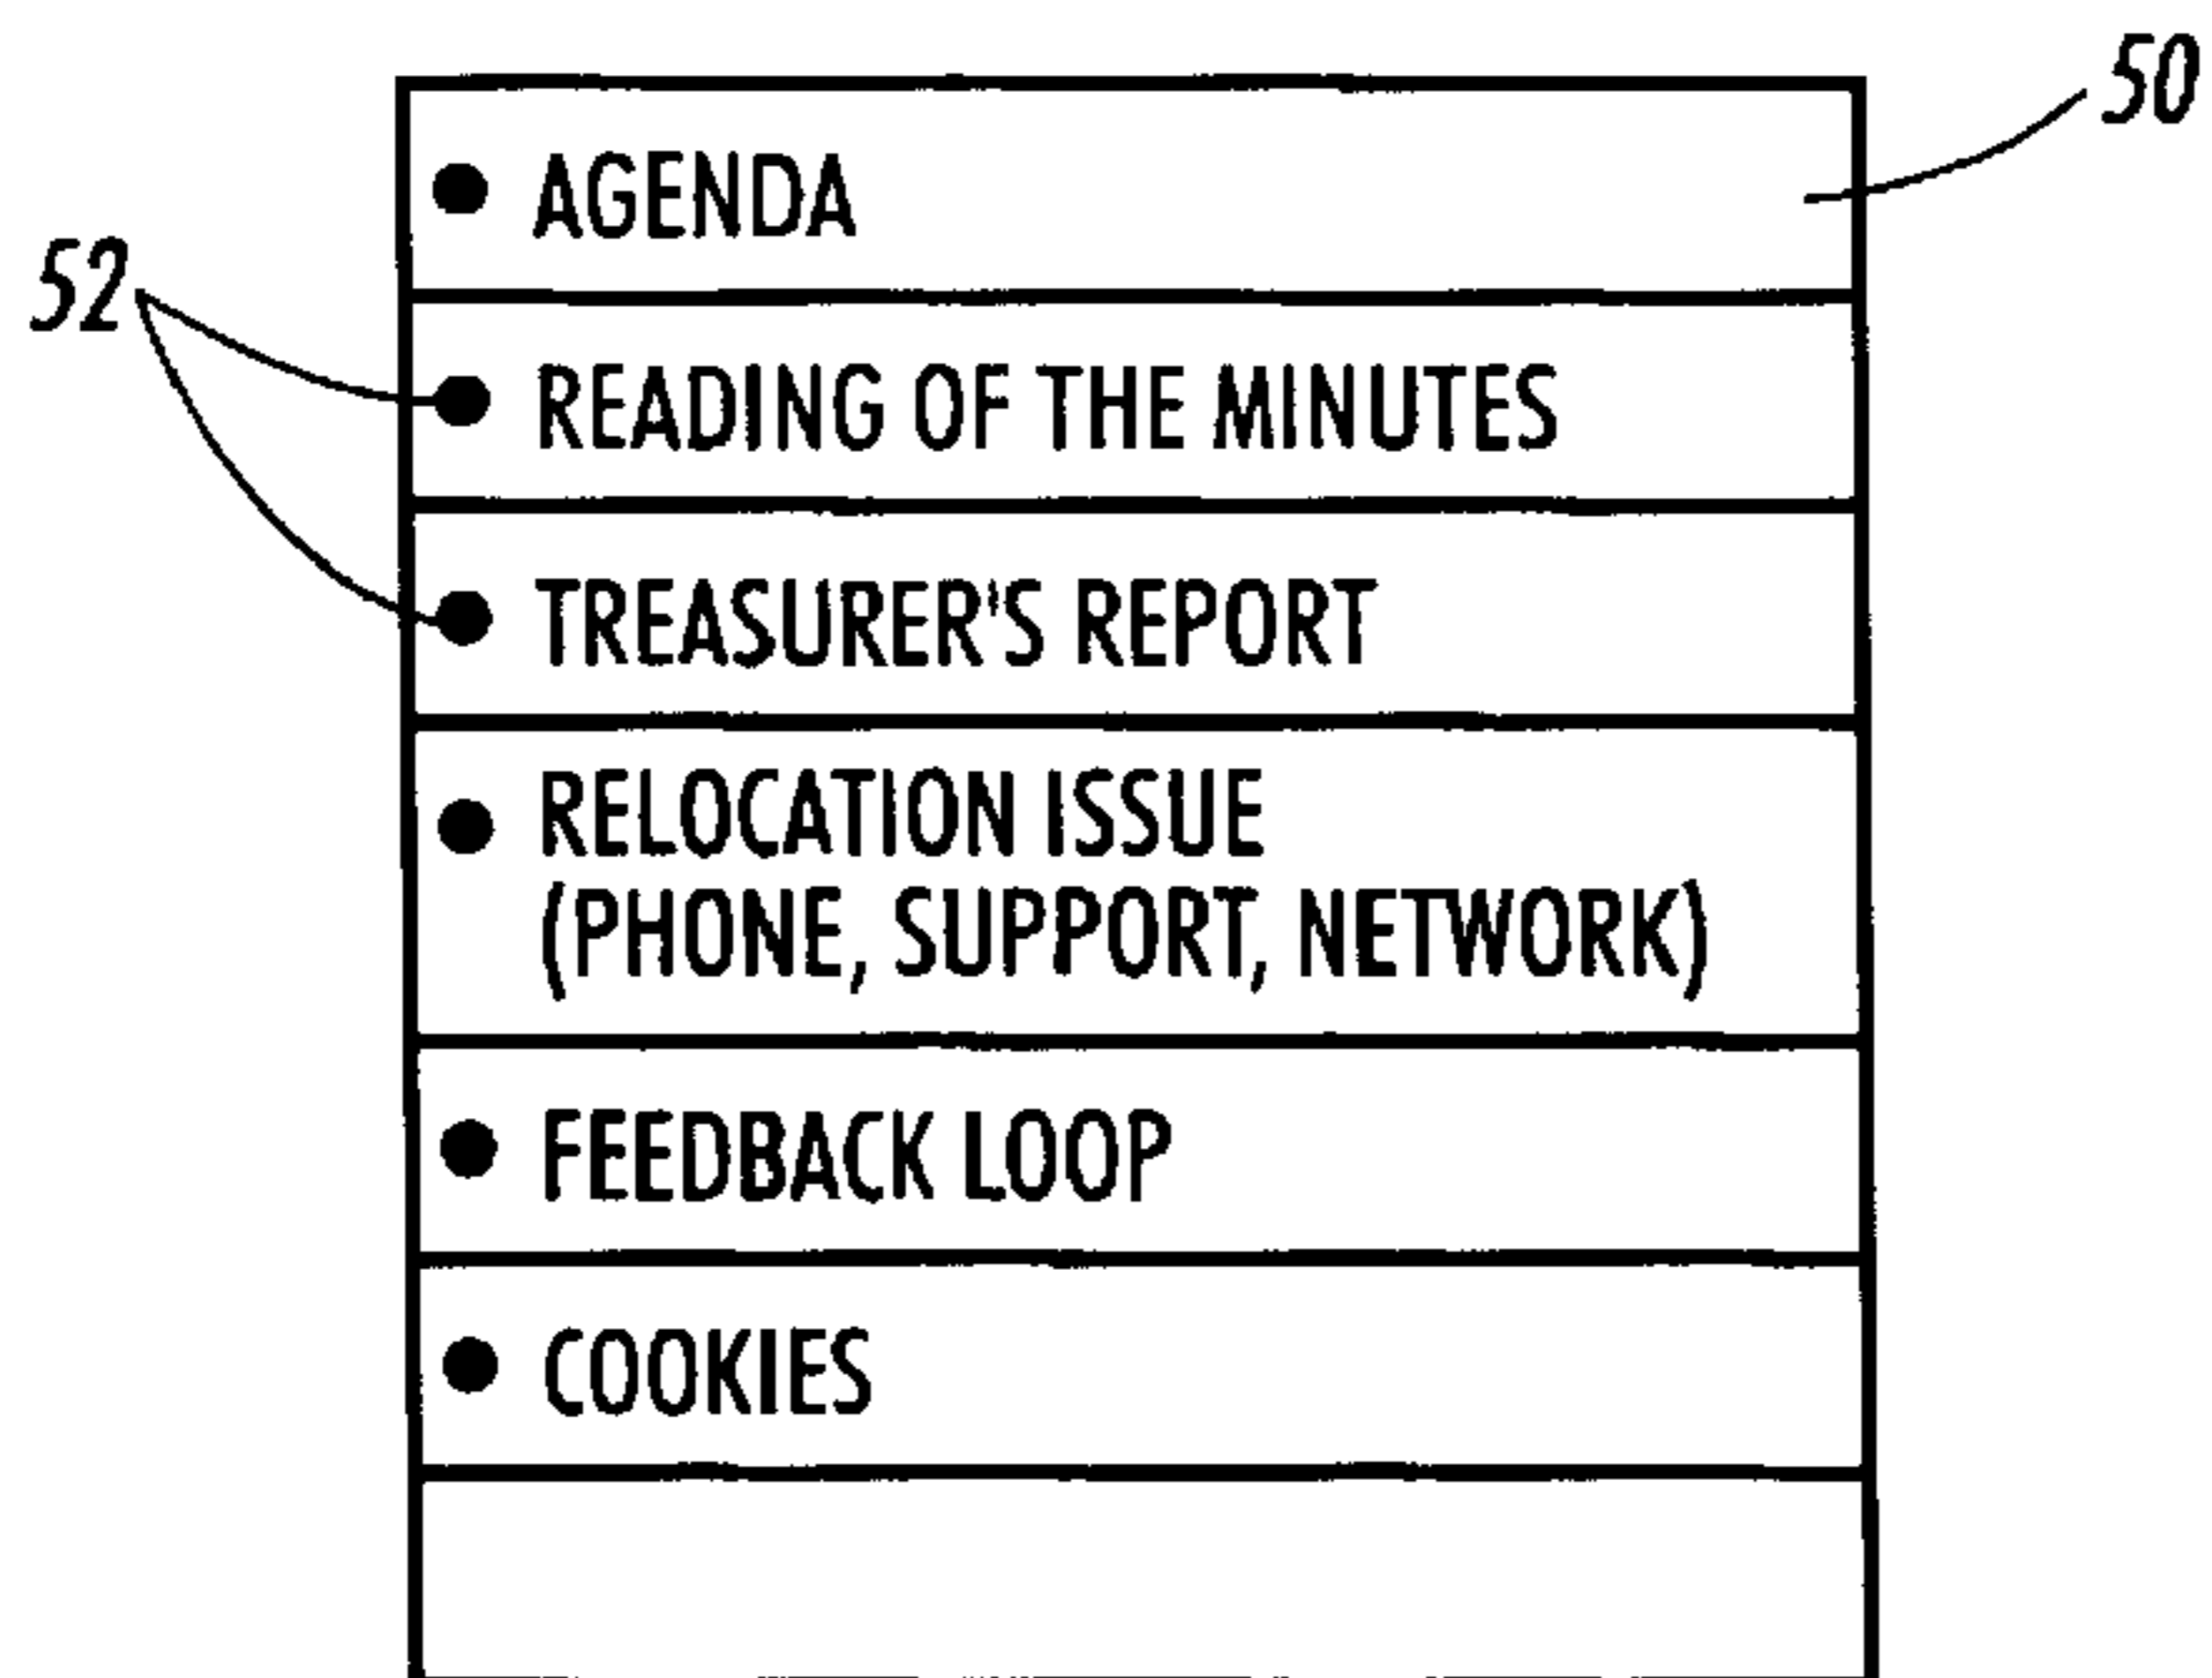 50
● AGENDA
52
● READING OF THE MINUTES
● TREASURER'S REPORT
● RELOCATION ISSUE
(PHONE, SUPPORT, NETWORK)
● FEEDBACK LOOP
● COOKIES